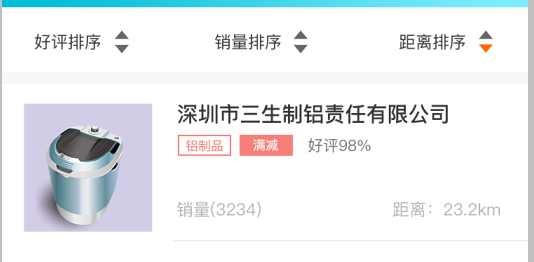 好评排序 销量排序 距离排序
深圳市三生制铝责任有限公司
铝制品 满减 好评98%
销量(3234) 距离：23.2km